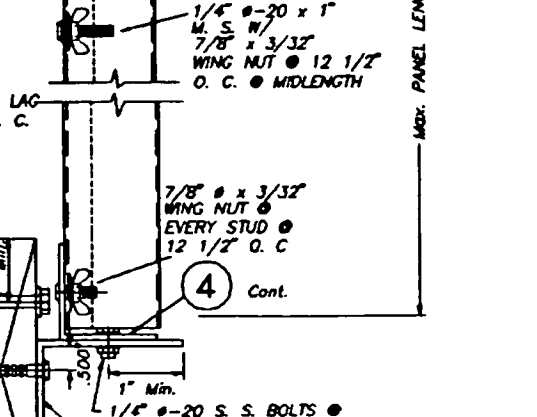 1/4" ø-20 x 1"
M. S. W/
7/8" x 3/32"
WING NUT @ 12 1/2"
O. C. @ MIDLENGTH
LAG
C.
Max. PANEL LEN
7/8" ø x 3/32"
WING NUT @
EVERY STUD @
12 1/2" O. C
4 Cont.
.500"
1" Min.
1/4" ø-20 S. S. BOLTS @